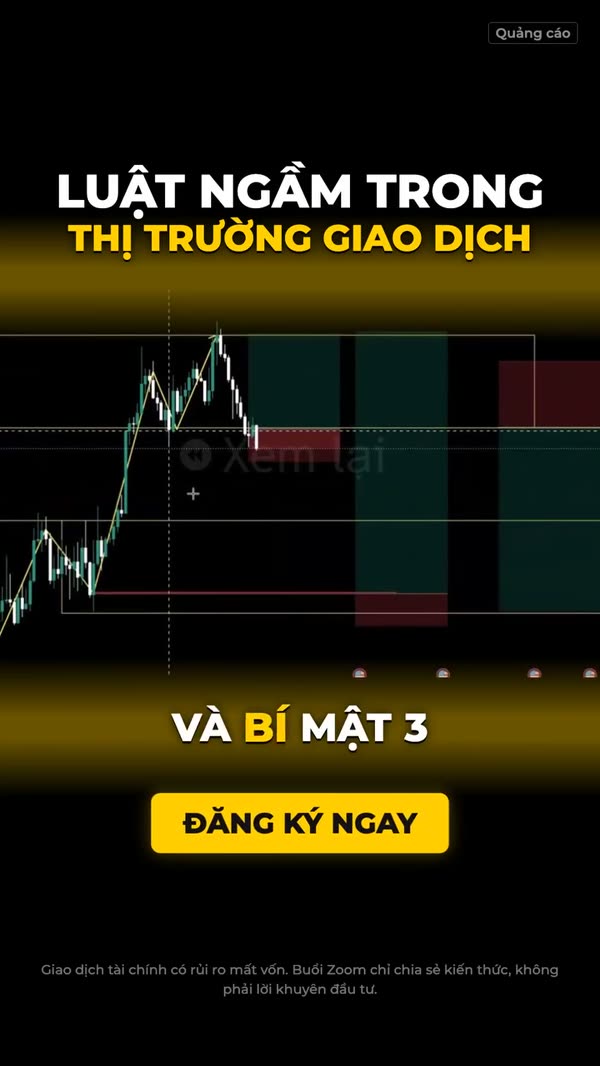 Quảng cáo
LUẬT NGẦM TRONG
THỊ TRƯỜNG GIAO DỊCH
Xem lại
VÀ BÍ MẬT 3
ĐĂNG KÝ NGAY
Giao dịch tài chính có rủi ro mất vốn. Buổi Zoom chỉ chia sẻ kiến thức, không
phải lời khuyên đầu tư.